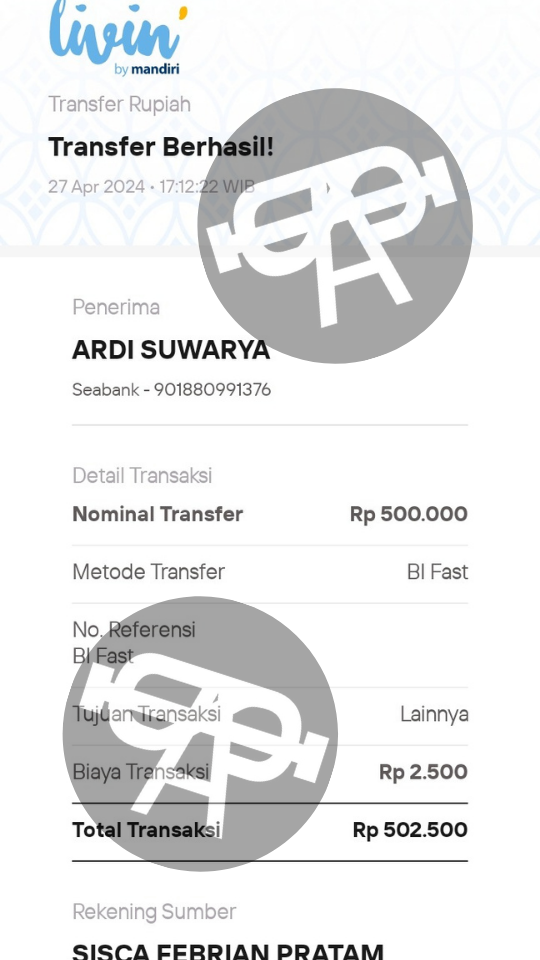 livin'
by mandiri
Transfer Rupiah
Transfer Berhasil!
27 Apr 2024 • 17:12:22 WIB
Penerima
ARDI SUWARYA
Seabank - 901880991376
Detail Transaksi
Nominal Transfer Rp 500.000
Metode Transfer BI Fast
No. Referensi
BI Fast
Tujuan Transaksi Lainnya
Biaya Transaksi Rp 2.500
Total Transaksi Rp 502.500
Rekening Sumber
SISCA FEBRIAN PRATAM